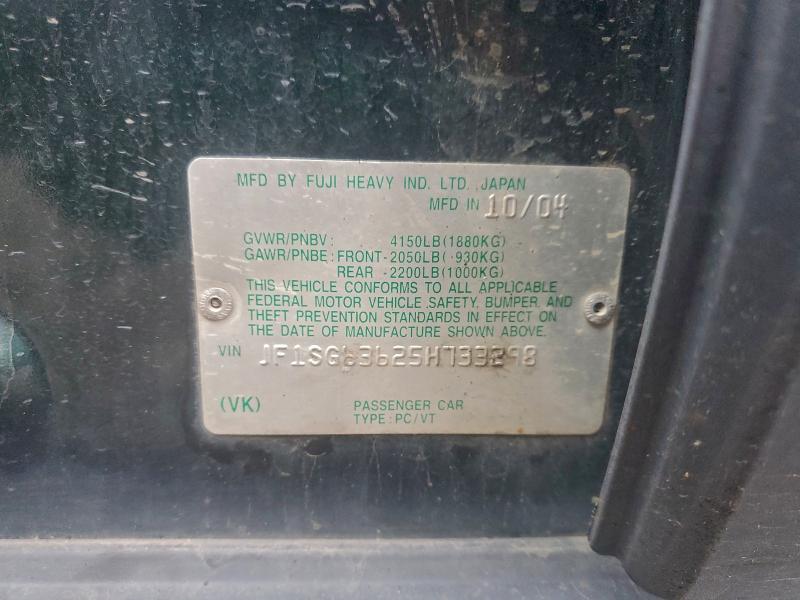 MFD BY FUJI HEAVY IND. LTD. JAPAN
MFD IN 10/04
GVWR/PNBV: 4150LB(1880KG)
GAWR/PNBE: FRONT-2050LB( 930KG)
REAR -2200LB(1000KG)
THIS VEHICLE CONFORMS TO ALL APPLICABLE
FEDERAL MOTOR VEHICLE SAFETY, BUMPER, AND
THEFT PREVENTION STANDARDS IN EFFECT ON
THE DATE OF MANUFACTURE SHOWN ABOVE.
VIN JF1SG63625H733298
(VK) PASSENGER CAR
TYPE: PC/VT